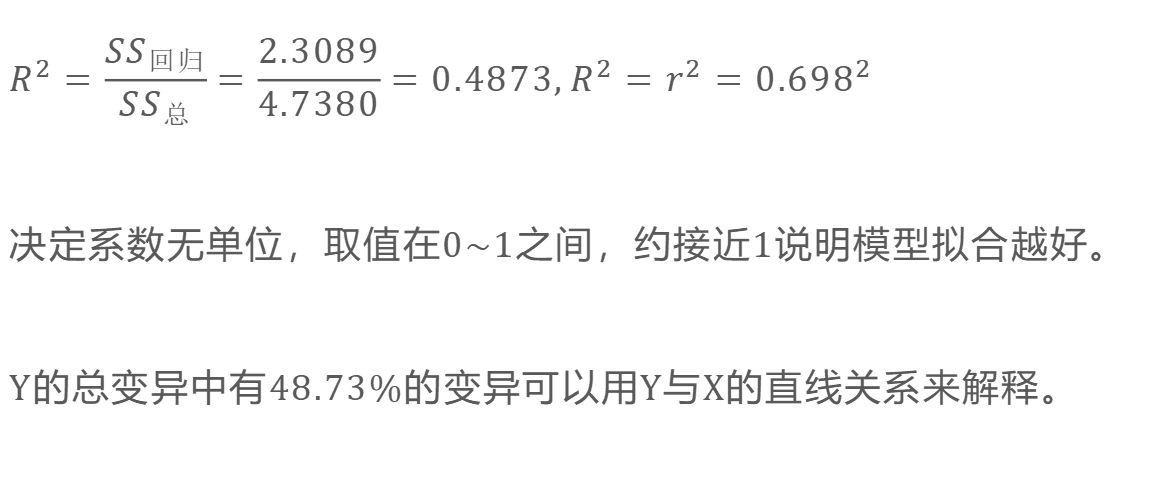 R² = SS回归/SS总 = 2.3089/4.7380 = 0.4873, R² = r² = 0.698²
决定系数无单位，取值在0~1之间，约接近1说明模型拟合越好。
Y的总变异中有48.73%的变异可以用Y与X的直线关系来解释。